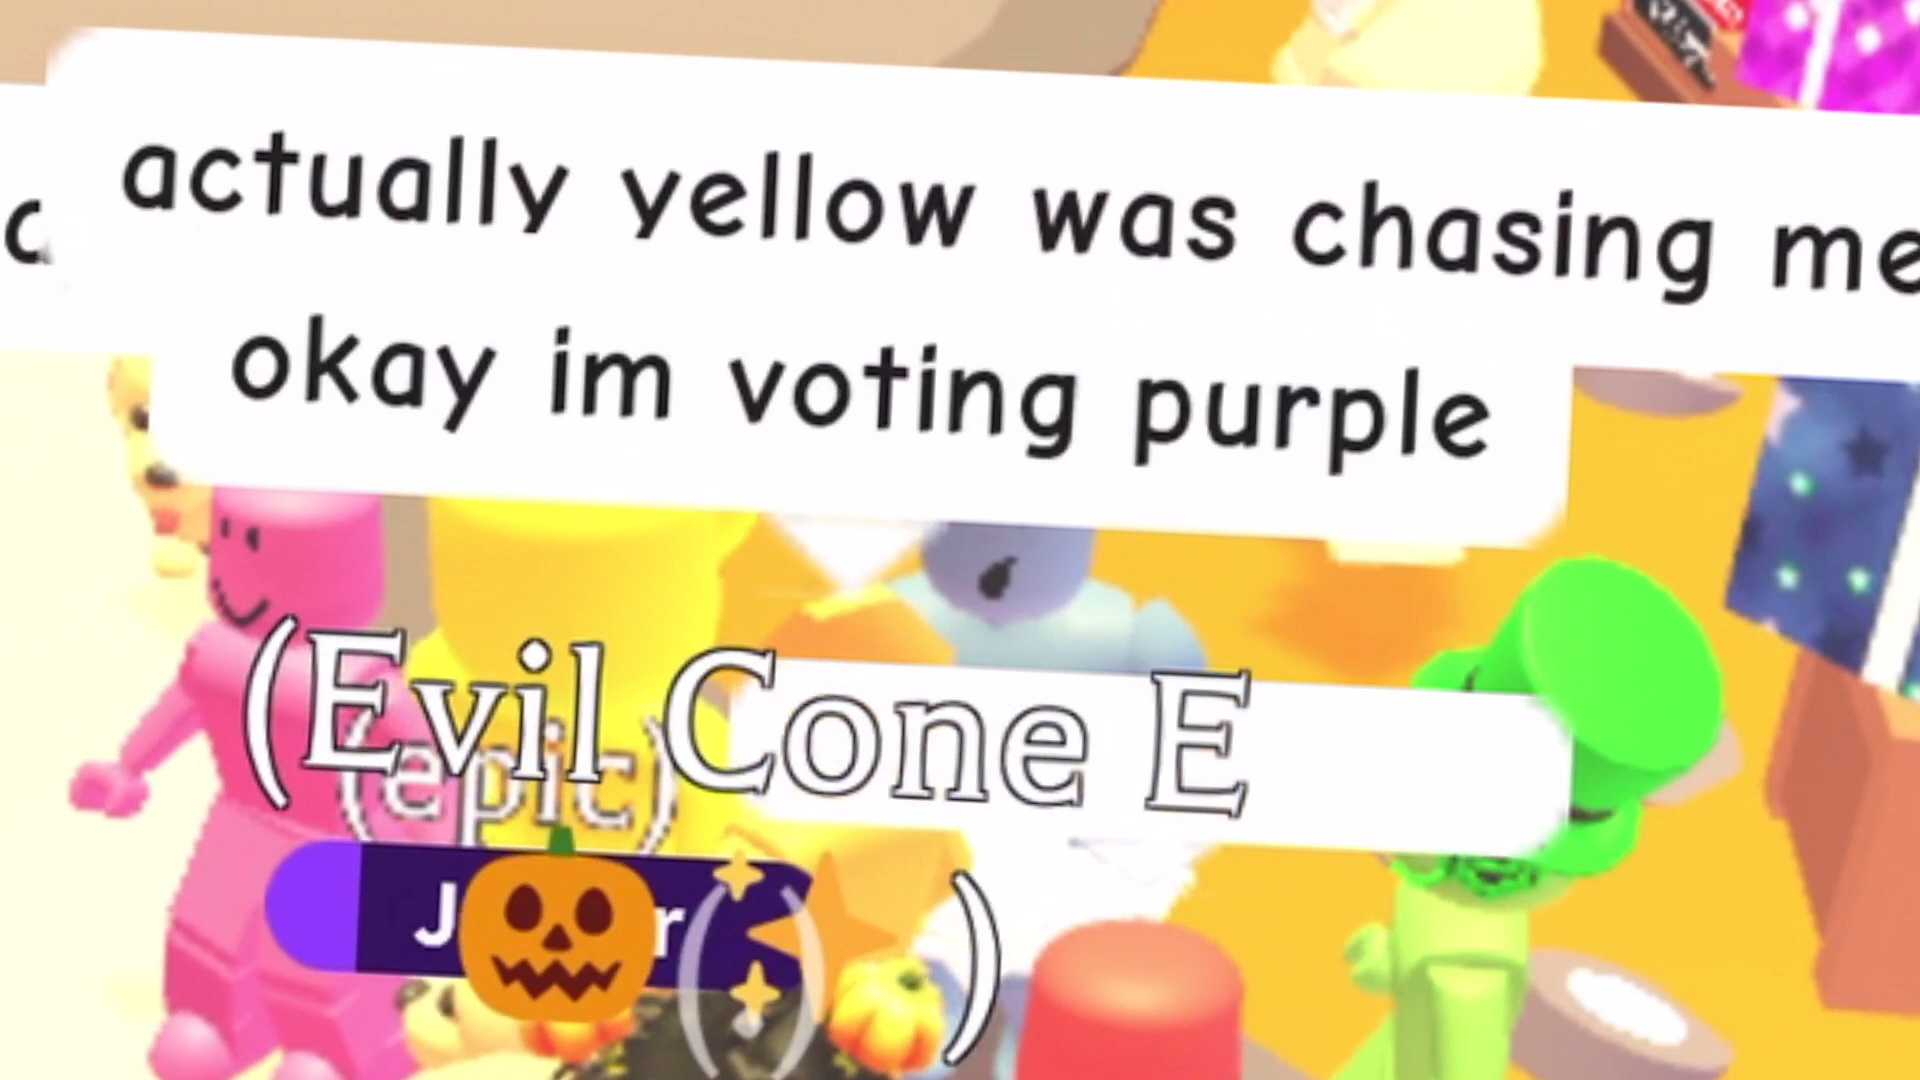 actually yellow was chasing me
okay im voting purple
(Evil Cone E
(epic)
( ) )